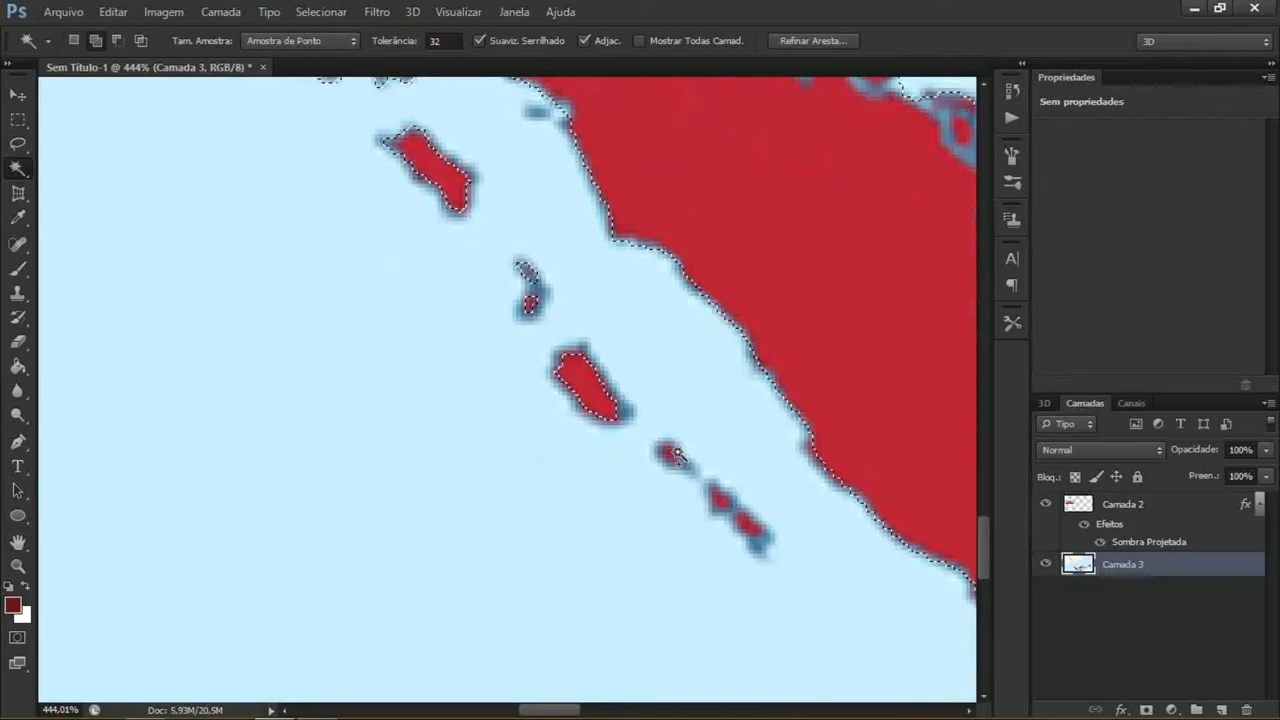 Ps Arquivo Editar Imagem Camada Tipo Selecionar Filtro 3D Visualizar Janela Ajuda
Tam. Amostra: Amostra de Ponto Tolerância: 32 Suaviz. Serrilhado Adjac. Mostrar Todas Camad. Refinar Aresta... 3D
Sem Título-1 @ 444% (Camada 3, RGB/8) * ×
Propriedades
Sem propriedades
3D Camadas Canais
Tipo
Normal Opacidade: 100%
Bloq.: Preen.: 100%
Camada 2 fx
Efeitos
Sombra Projetada
Camada 3
444,01% Doc: 5,93M/20,5M